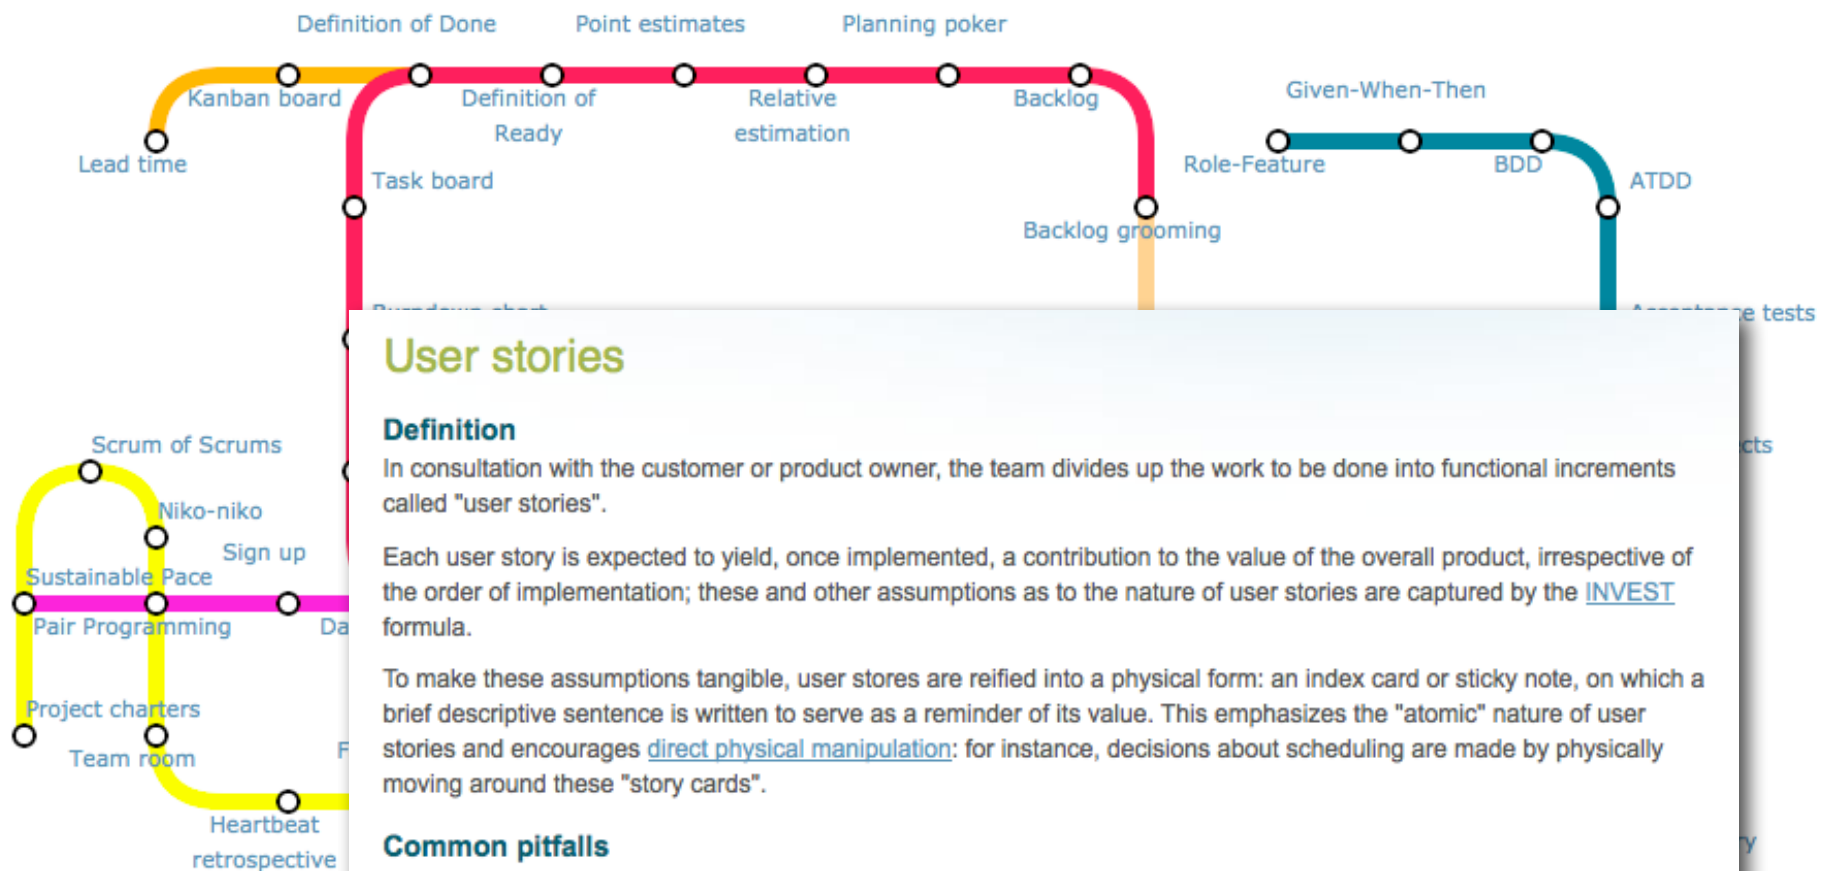 Definition of Done
Point estimates
Planning poker
Kanban board
Definition of
Ready
Relative
estimation
Backlog
Given-When-Then
Lead time
Role-Feature
BDD
ATDD
Task board
Backlog grooming
Burndown chart
Acceptance tests
User stories
Definition
In consultation with the customer or product owner, the team divides up the work to be done into functional increments
called "user stories".
Each user story is expected to yield, once implemented, a contribution to the value of the overall product, irrespective of
the order of implementation; these and other assumptions as to the nature of user stories are captured by the INVEST
formula.
To make these assumptions tangible, user stores are reified into a physical form: an index card or sticky note, on which a
brief descriptive sentence is written to serve as a reminder of its value. This emphasizes the "atomic" nature of user
stories and encourages direct physical manipulation: for instance, decisions about scheduling are made by physically
moving around these "story cards".
Common pitfalls
Scrum of Scrums
Niko-niko
Sign up
Sustainable Pace
Pair Programming
Project charters
Team room
Heartbeat
retrospective